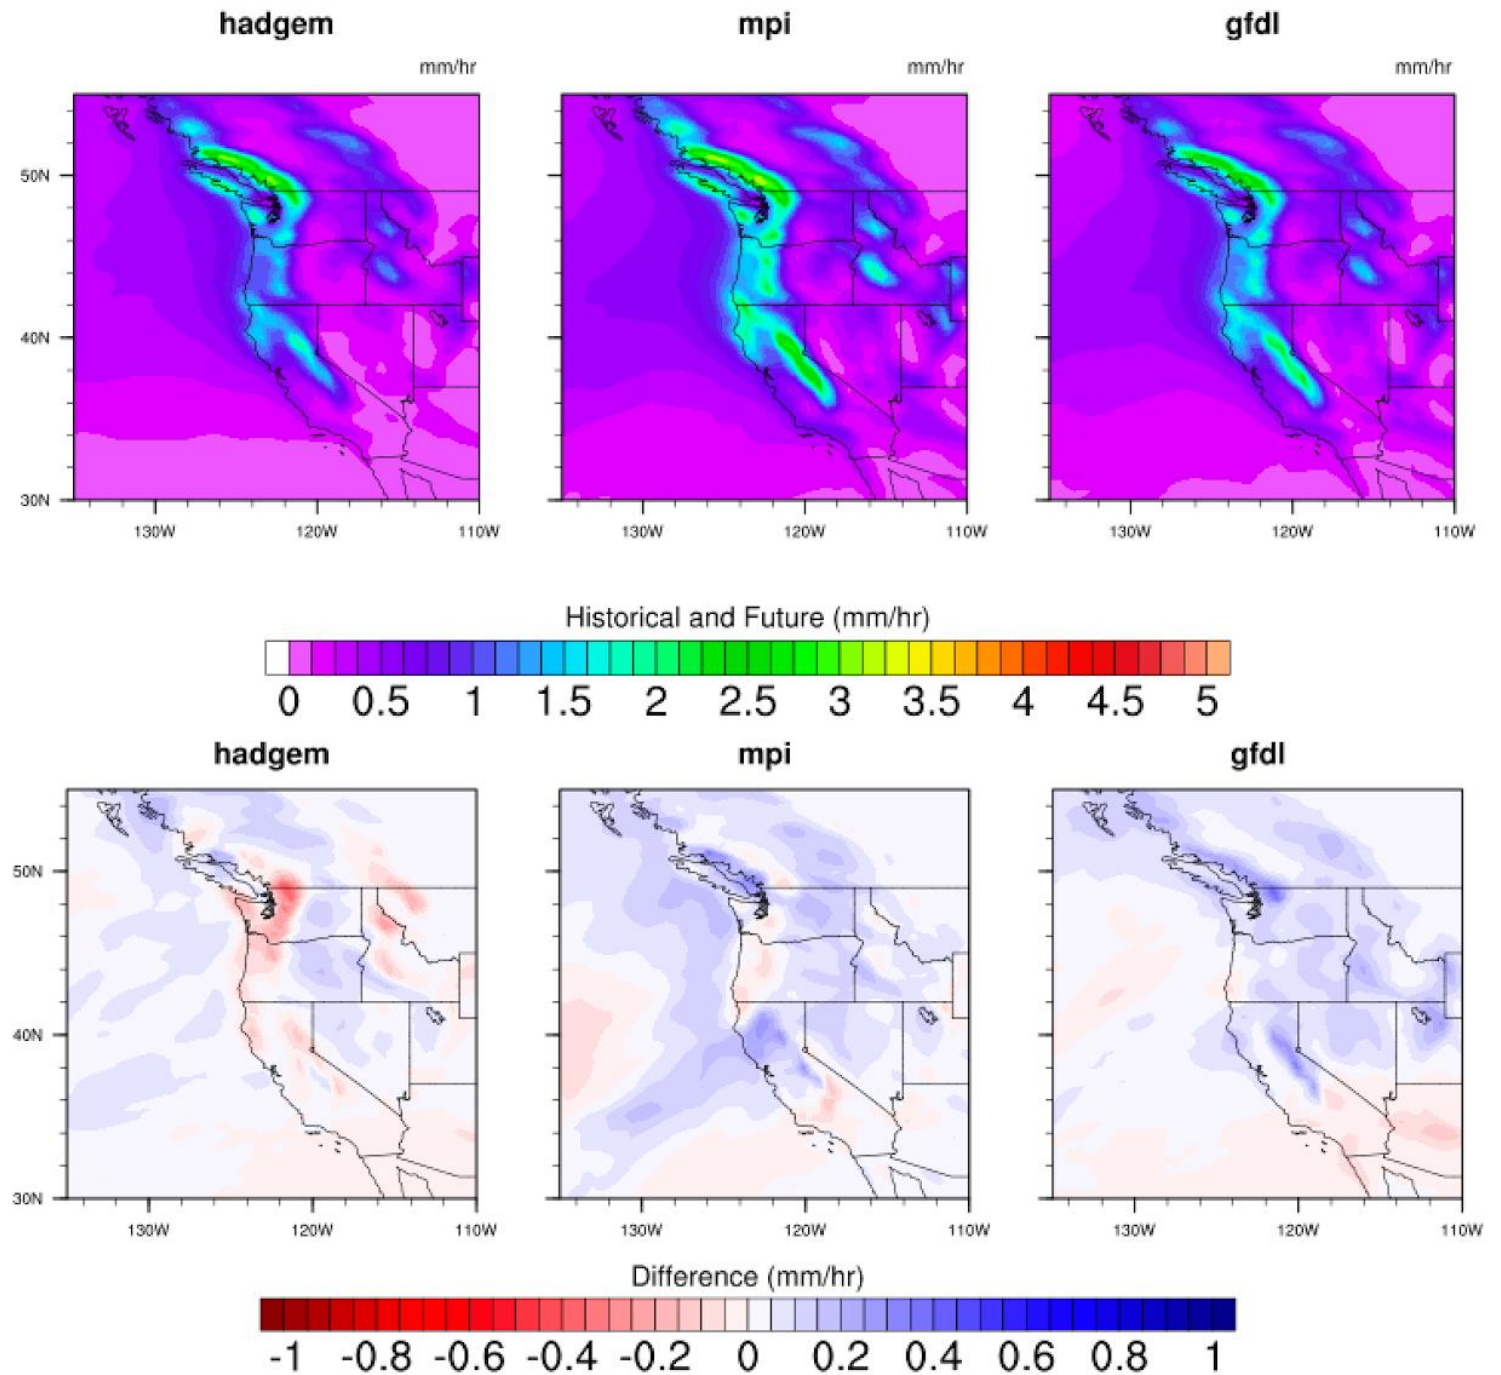 hadgem mpi gfdl
mm/hr mm/hr mm/hr
50N
40N
30N
130W 120W 110W 130W 120W 110W 130W 120W 110W
Historical and Future (mm/hr)
0 0.5 1 1.5 2 2.5 3 3.5 4 4.5 5
hadgem mpi gfdl
50N
40N
30N
130W 120W 110W 130W 120W 110W 130W 120W 110W
Difference (mm/hr)
-1 -0.8 -0.6 -0.4 -0.2 0 0.2 0.4 0.6 0.8 1